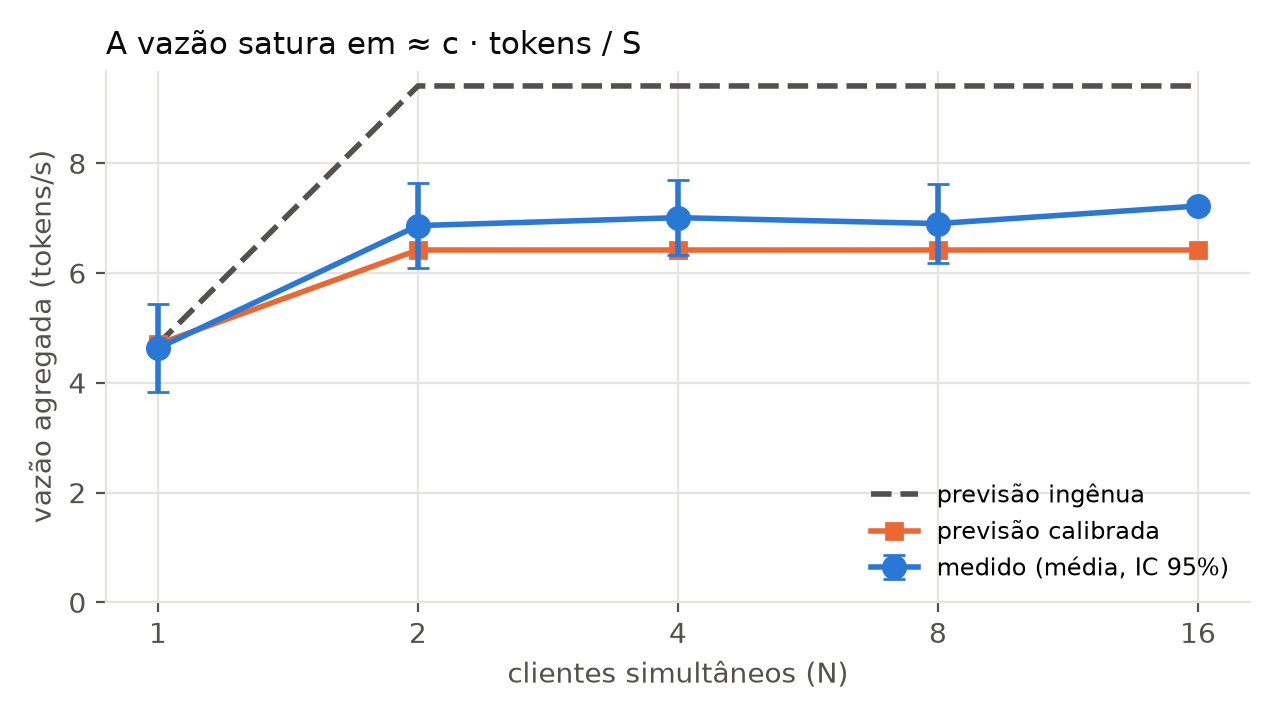 A vazão satura em ≈ c · tokens / S
vazão agregada (tokens/s)
8
6
4
2
0
1 2 4 8 16
clientes simultâneos (N)
previsão ingênua
previsão calibrada
medido (média, IC 95%)